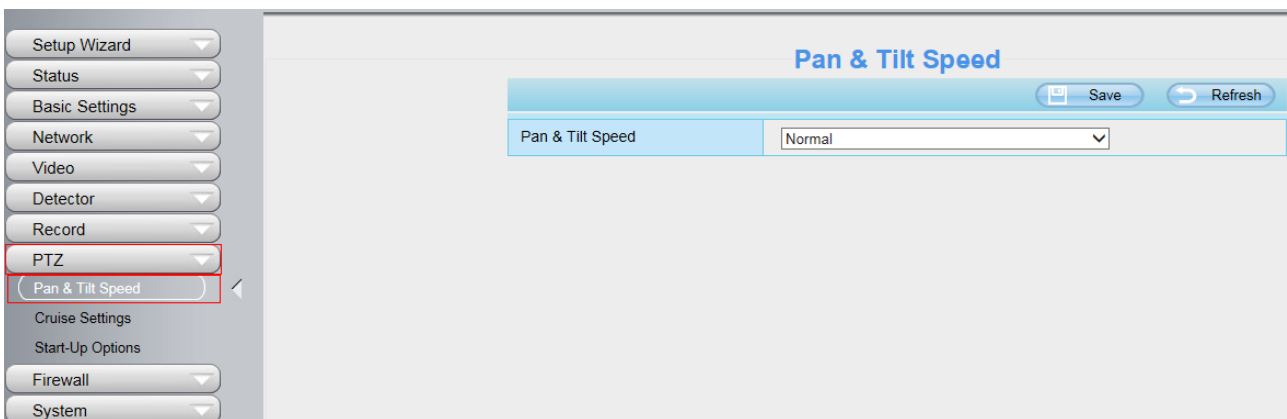 Setup Wizard
Status
Basic Settings
Network
Video
Detector
Record
PTZ
Pan & Tilt Speed
Cruise Settings
Start-Up Options
Firewall
System
Pan & Tilt Speed
Save Refresh
Pan & Tilt Speed Normal